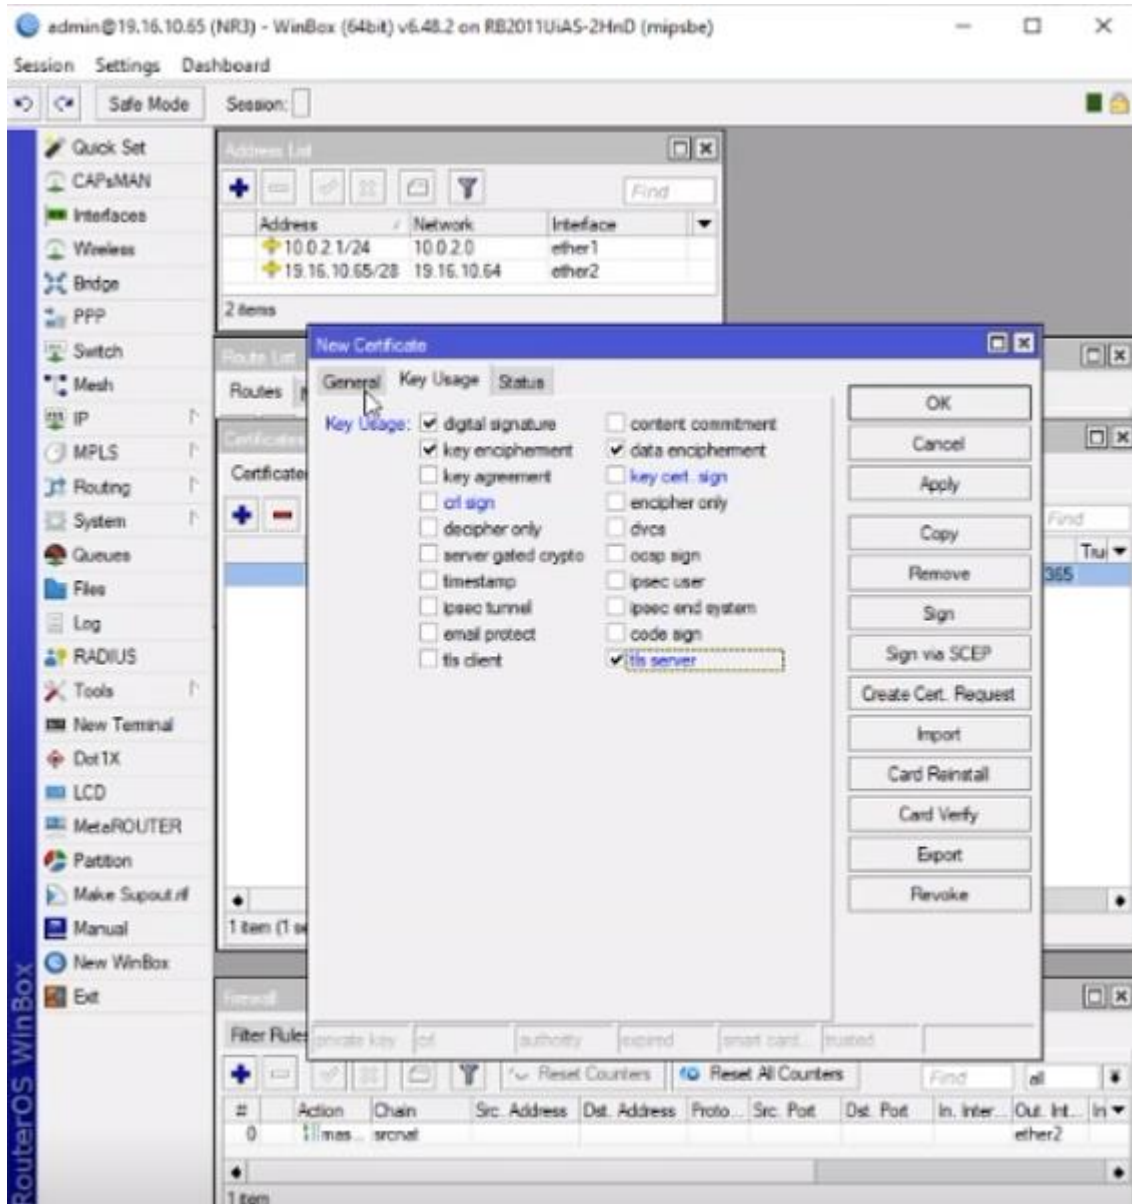 admin@19.16.10.65 (NR3) - WinBox (64bit) v6.48.2 on RB2011UiAS-2HnD (mipsbe)
Session Settings Dashboard
Safe Mode Session:
Quick Set
CAPsMAN
Interfaces
Wireless
Bridge
PPP
Switch
Mesh
IP
MPLS
Routing
System
Queues
Files
Log
RADIUS
Tools
New Terminal
Dot1X
LCD
MetaROUTER
Partition
Make Supout.rif
Manual
New WinBox
Exit
RouterOS WinBox
Address List
Find
Address Network Interface
10.0.2.1/24 10.0.2.0 ether1
19.16.10.65/28 19.16.10.64 ether2
2 items
Route List
Routes
Certificates
Certificate
Find
Tru
365
1 item (1 se
New Certificate
General Key Usage Status
Key Usage: digital signature content commitment
key encipherment data encipherment
key agreement key cert. sign
crl sign encipher only
decipher only dvcs
server gated crypto ocsp sign
timestamp ipsec user
ipsec tunnel ipsec end system
email protect code sign
tls client tls server
OK
Cancel
Apply
Copy
Remove
Sign
Sign via SCEP
Create Cert. Request
Import
Card Reinstall
Card Verify
Export
Revoke
private key crl authority expired smart card... trusted
Firewall
Filter Rules
Reset Counters Reset All Counters Find all
# Action Chain Src. Address Dst. Address Proto... Src. Port Dst. Port In. Inter... Out. Int... In
0 mas... srcnat ether2
1 item